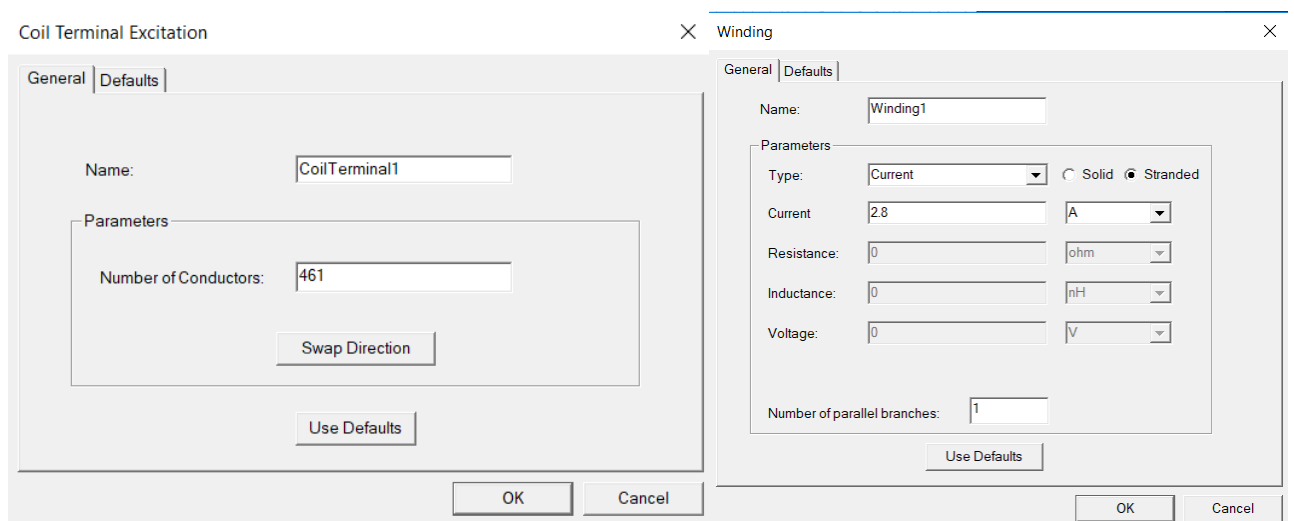 Coil Terminal Excitation
General
Defaults
Name:
CoilTerminal1
Parameters
Number of Conductors:
461
Swap Direction
Use Defaults
OK
Cancel
Winding
General
Defaults
Name:
Winding1
Parameters
Type:
Current
Solid
Stranded
Current
2.8
A
Resistance:
0
ohm
Inductance:
0
nH
Voltage:
0
V
Number of parallel branches:
1
Use Defaults
OK
Cancel